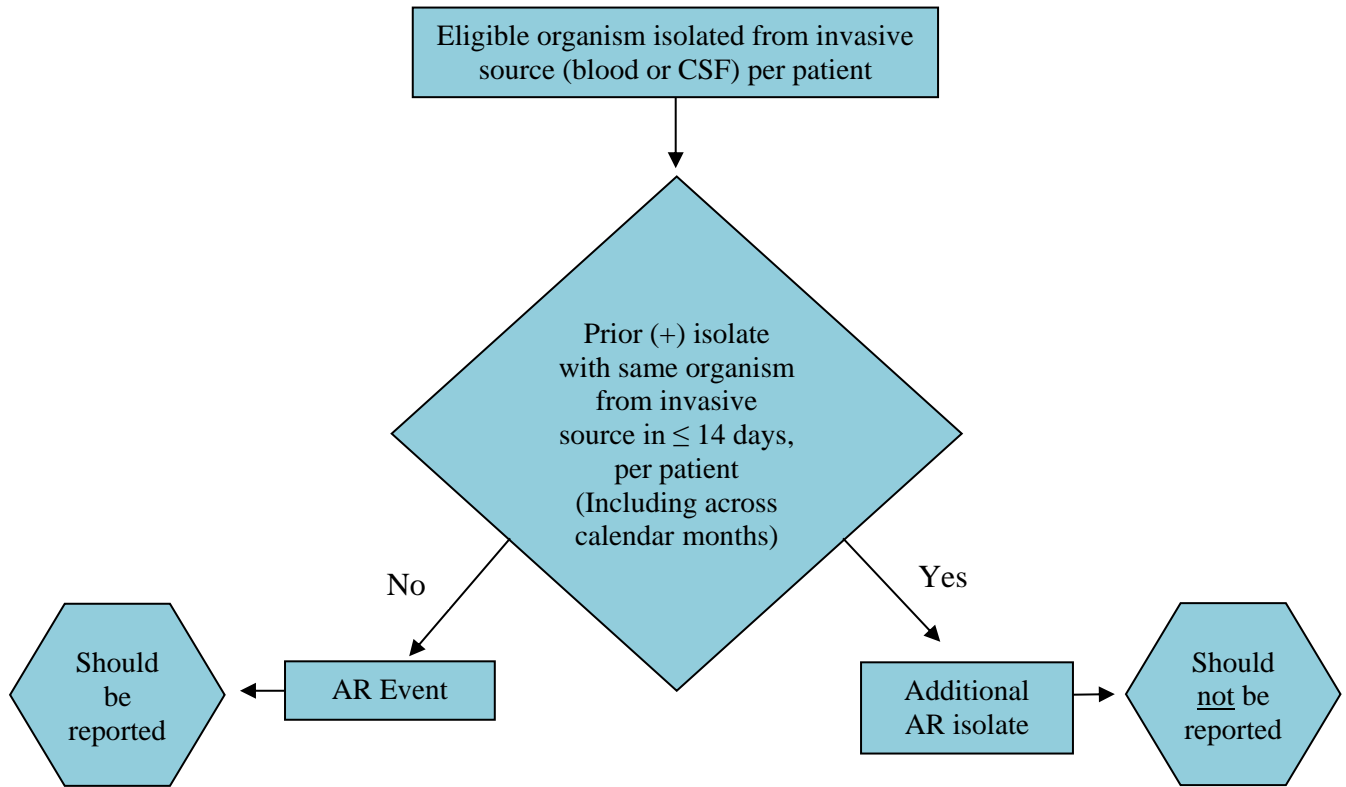 Eligible organism isolated from invasive
source (blood or CSF) per patient
Prior (+) isolate
with same organism
from invasive
source in ≤ 14 days,
per patient
(Including across
calendar months)
No
Yes
Should
be
reported
AR Event
Additional
AR isolate
Should
not be
reported